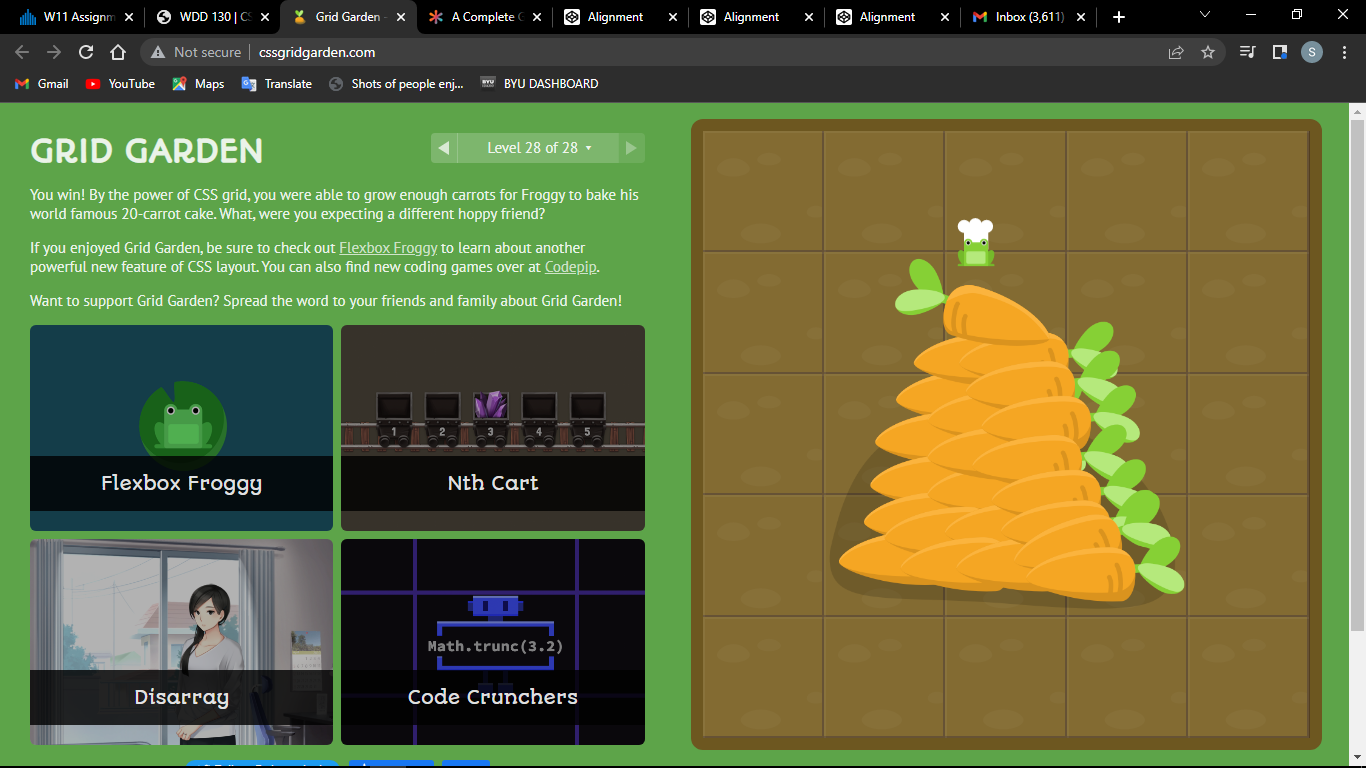 W11 Assignm
WDD 130 | CS
Grid Garden -
A Complete G
Alignment
Alignment
Alignment
Inbox (3,611)
Not secure
cssgridgarden.com
S
Gmail
YouTube
Maps
Translate
Shots of people enj...
BYU DASHBOARD
GRID GARDEN
Level 28 of 28
You win! By the power of CSS grid, you were able to grow enough carrots for Froggy to bake his
world famous 20-carrot cake. What, were you expecting a different hoppy friend?
If you enjoyed Grid Garden, be sure to check out Flexbox Froggy to learn about another
powerful new feature of CSS layout. You can also find new coding games over at Codepip.
Want to support Grid Garden? Spread the word to your friends and family about Grid Garden!
Flexbox Froggy
1 2 3 4 5
Nth Cart
Disarray
Math.trunc(3.2)
Code Crunchers